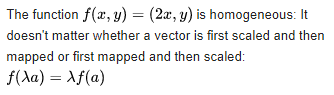 The function f(x, y) = (2x, y) is homogeneous: It
doesn't matter whether a vector is first scaled and then
mapped or first mapped and then scaled:
f(λa) = λf(a)